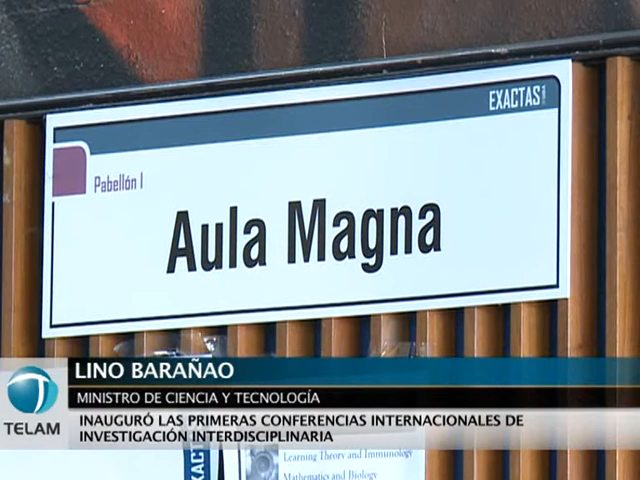 EXACTAS
Pabellón I
Aula Magna
LINO BARAÑAO
MINISTRO DE CIENCIA Y TECNOLOGÍA
INAUGURÓ LAS PRIMERAS CONFERENCIAS INTERNACIONALES DE
INVESTIGACIÓN INTERDISCIPLINARIA
TELAM
EXAC
Learning Theory and Immunology
Mathematics and Biology